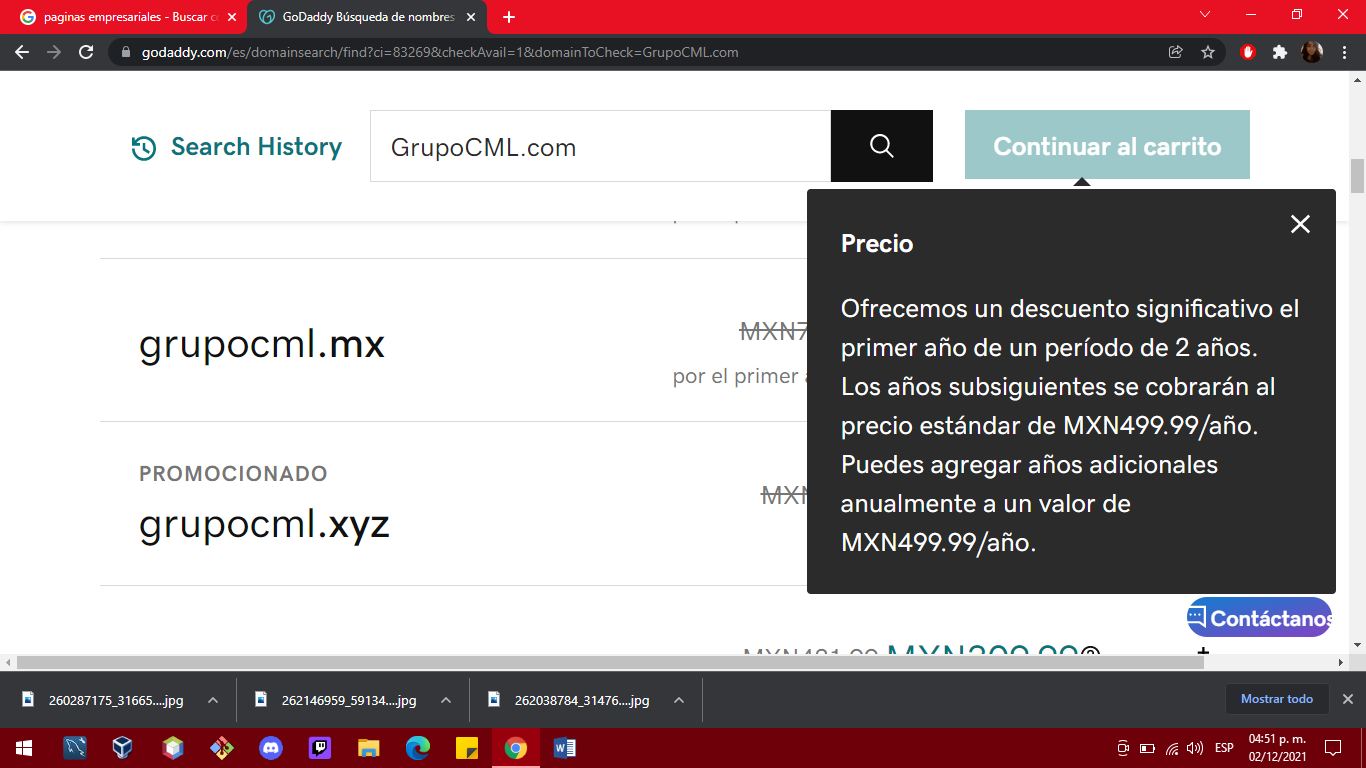 paginas empresariales - Buscar c
GoDaddy Búsqueda de nombres
godaddy.com/es/domainsearch/find?ci=83269&checkAvail=1&domainToCheck=GrupoCML.com
Search History
GrupoCML.com
Continuar al carrito
Precio
Ofrecemos un descuento significativo el
primer año de un período de 2 años.
Los años subsiguientes se cobrarán al
precio estándar de MXN499.99/año.
Puedes agregar años adicionales
anualmente a un valor de
MXN499.99/año.
grupocml.mx
MXN7
por el primer
PROMOCIONADO
grupocml.xyz
MXN
Contáctanos
MXN399.99
260287175_31665....jpg
262146959_59134....jpg
262038784_31476....jpg
Mostrar todo
ESP
04:51 p. m.
02/12/2021